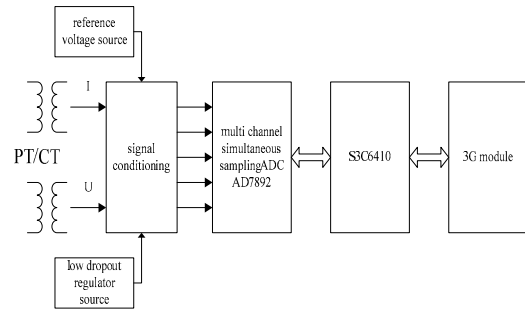 reference
voltage source
I
PT/CT
U
signal
conditioning
multi channel
simultaneous
samplingADC
AD7892
S3C6410
3G module
low dropout
regulator
source